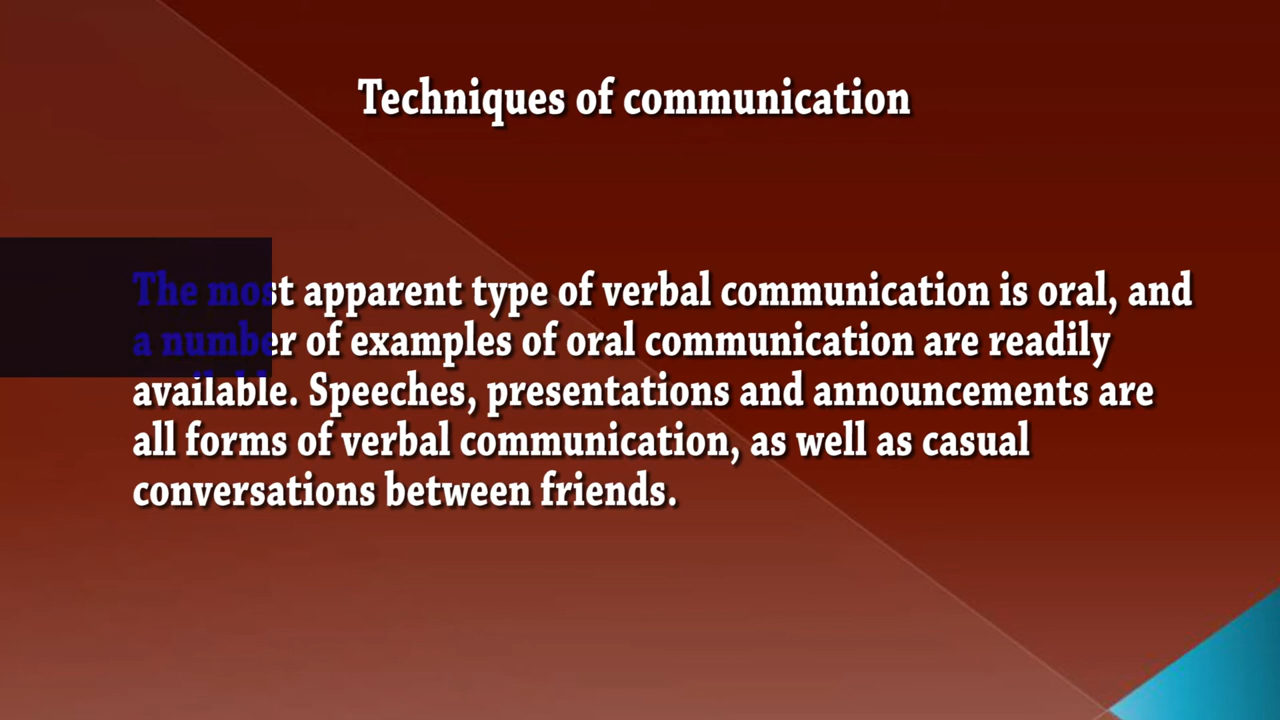 Techniques of communication
The most apparent type of verbal communication is oral, and
a number of examples of oral communication are readily
available. Speeches, presentations and announcements are
all forms of verbal communication, as well as casual
conversations between friends.